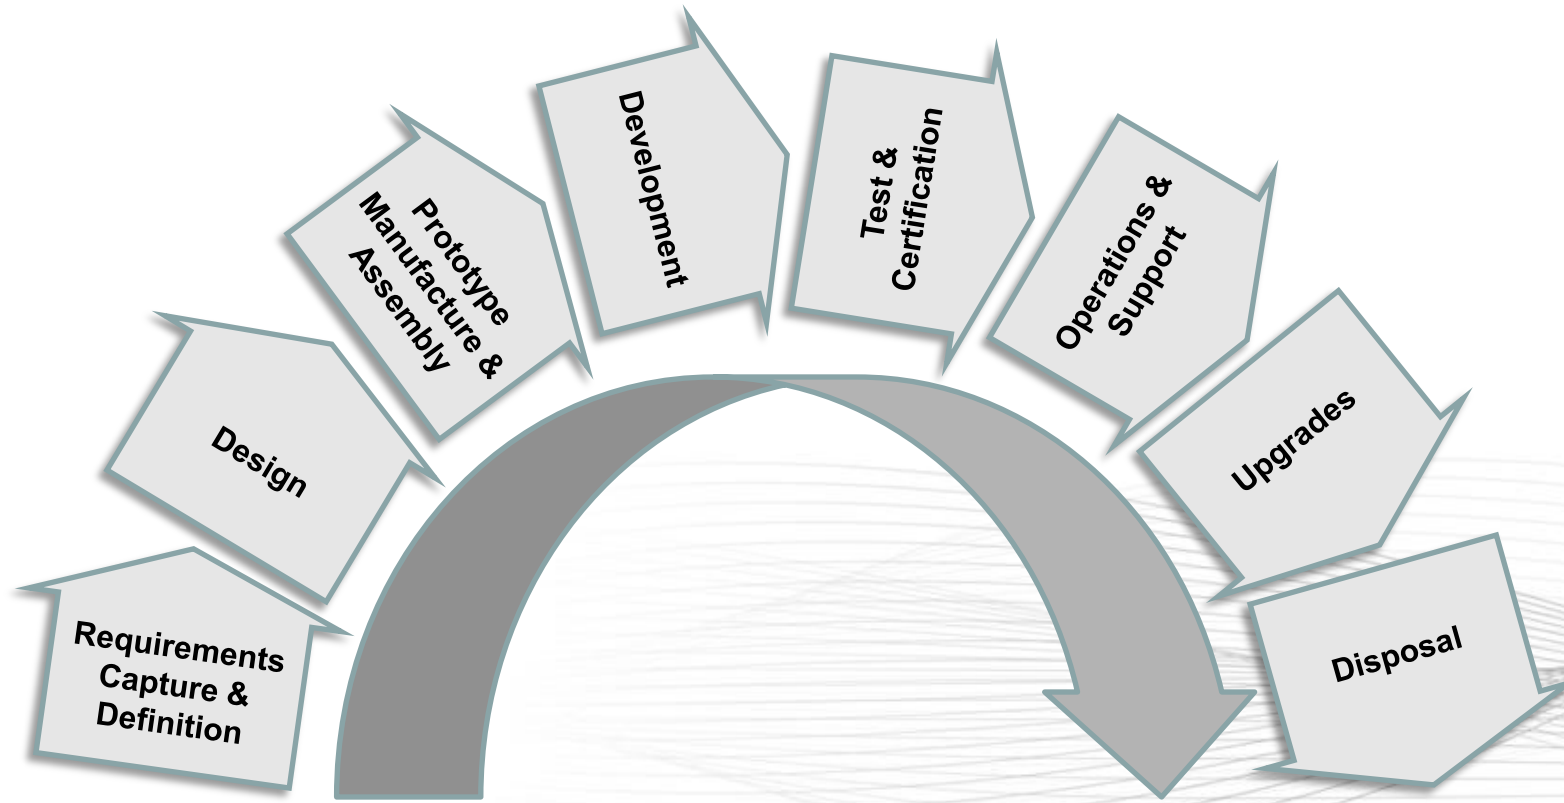 Requirements
Capture &
Definition
Design
Prototype
Manufacture &
Assembly
Development
Test &
Certification
Operations &
Support
Upgrades
Disposal